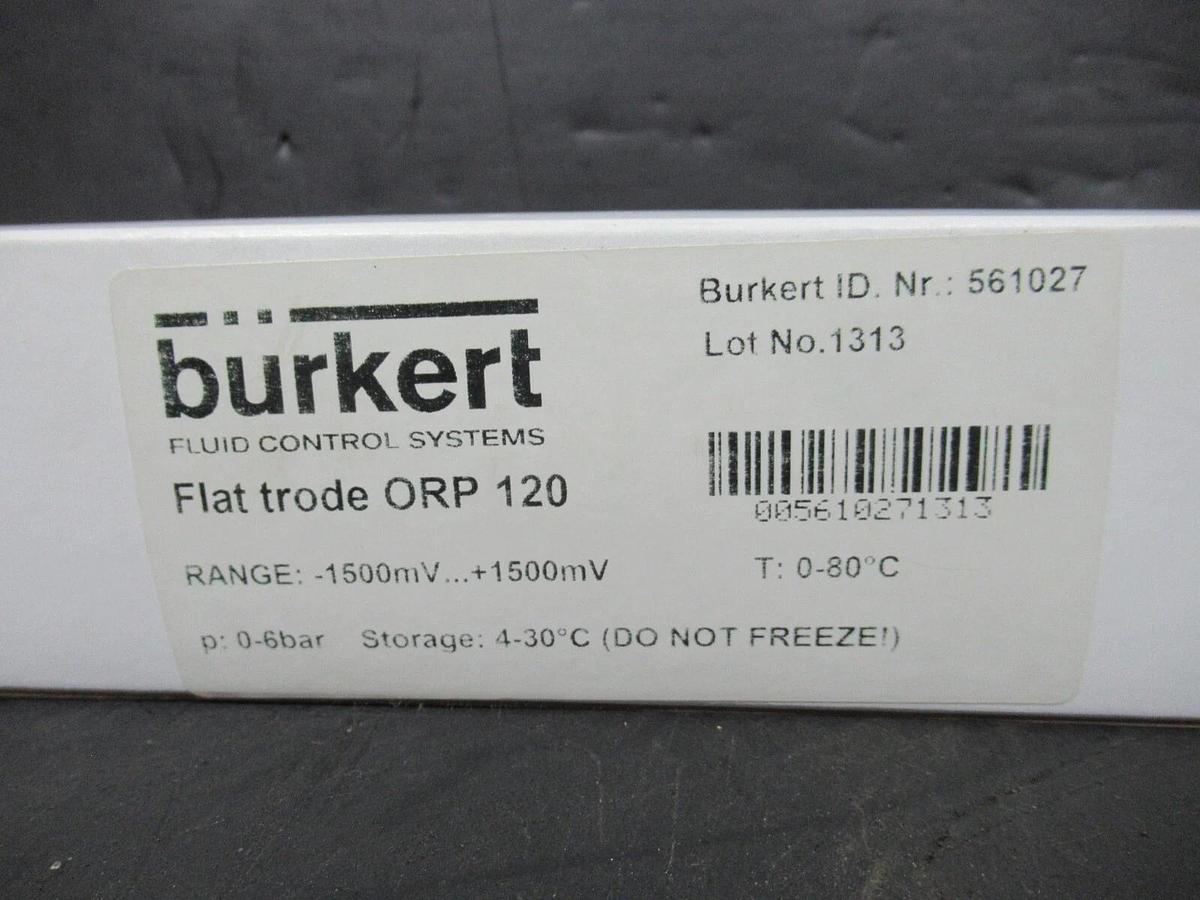 bürkert
FLUID CONTROL SYSTEMS
Flat trode ORP 120
Burkert ID. Nr.: 561027
Lot No.1313
005610271313
RANGE: -1500mV...+1500mV
T: 0-80°C
p: 0-6bar Storage: 4-30°C (DO NOT FREEZE!)